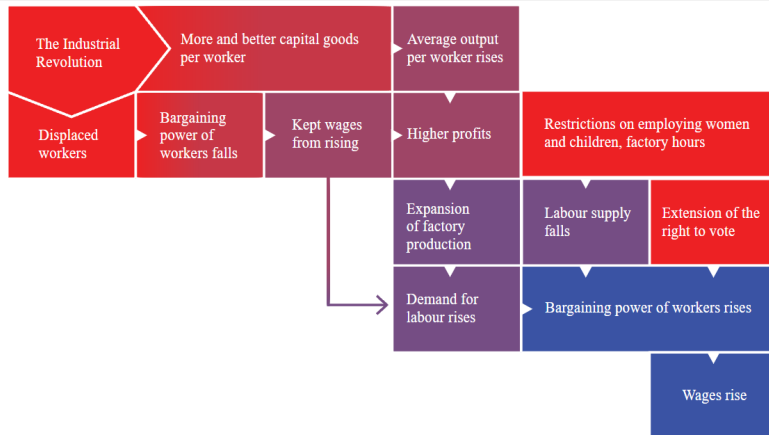 The Industrial
Revolution
More and better capital goods
per worker
Average output
per worker rises
Displaced
workers
Bargaining
power of
workers falls
Kept wages
from rising
Higher profits
Restrictions on employing women
and children, factory hours
Expansion
of factory
production
Labour supply
falls
Extension of the
right to vote
Demand for
labour rises
Bargaining power of workers rises
Wages rise